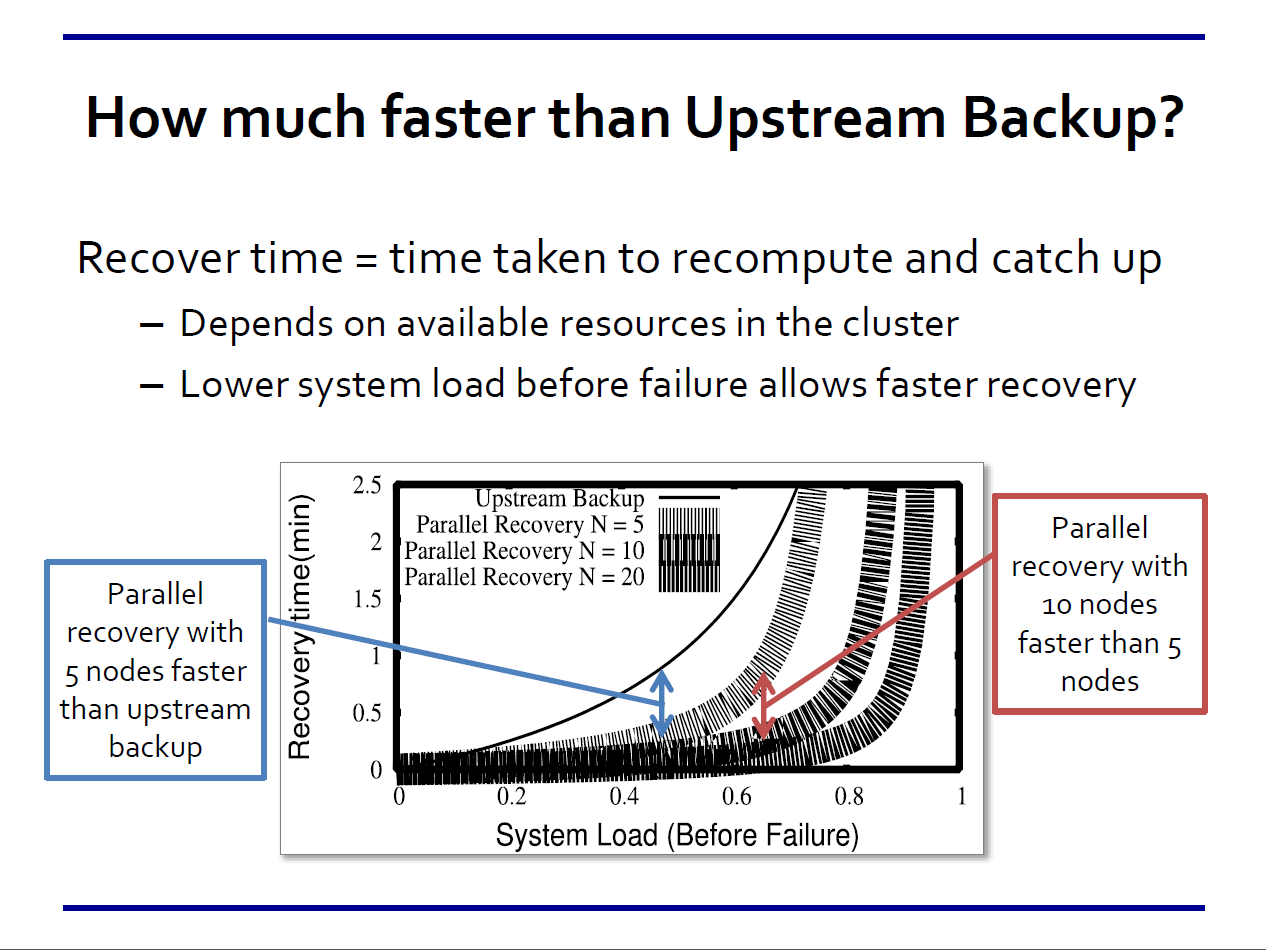 How much faster than Upstream Backup?
Recover time = time taken to recompute and catch up
– Depends on available resources in the cluster
– Lower system load before failure allows faster recovery
Parallel
recovery with
5 nodes faster
than upstream
backup
Recovery time(min)
2.5
2
1.5
1
0.5
0
Upstream Backup
Parallel Recovery N = 5
Parallel Recovery N = 10
Parallel Recovery N = 20
0 0.2 0.4 0.6 0.8 1
System Load (Before Failure)
Parallel
recovery with
10 nodes
faster than 5
nodes